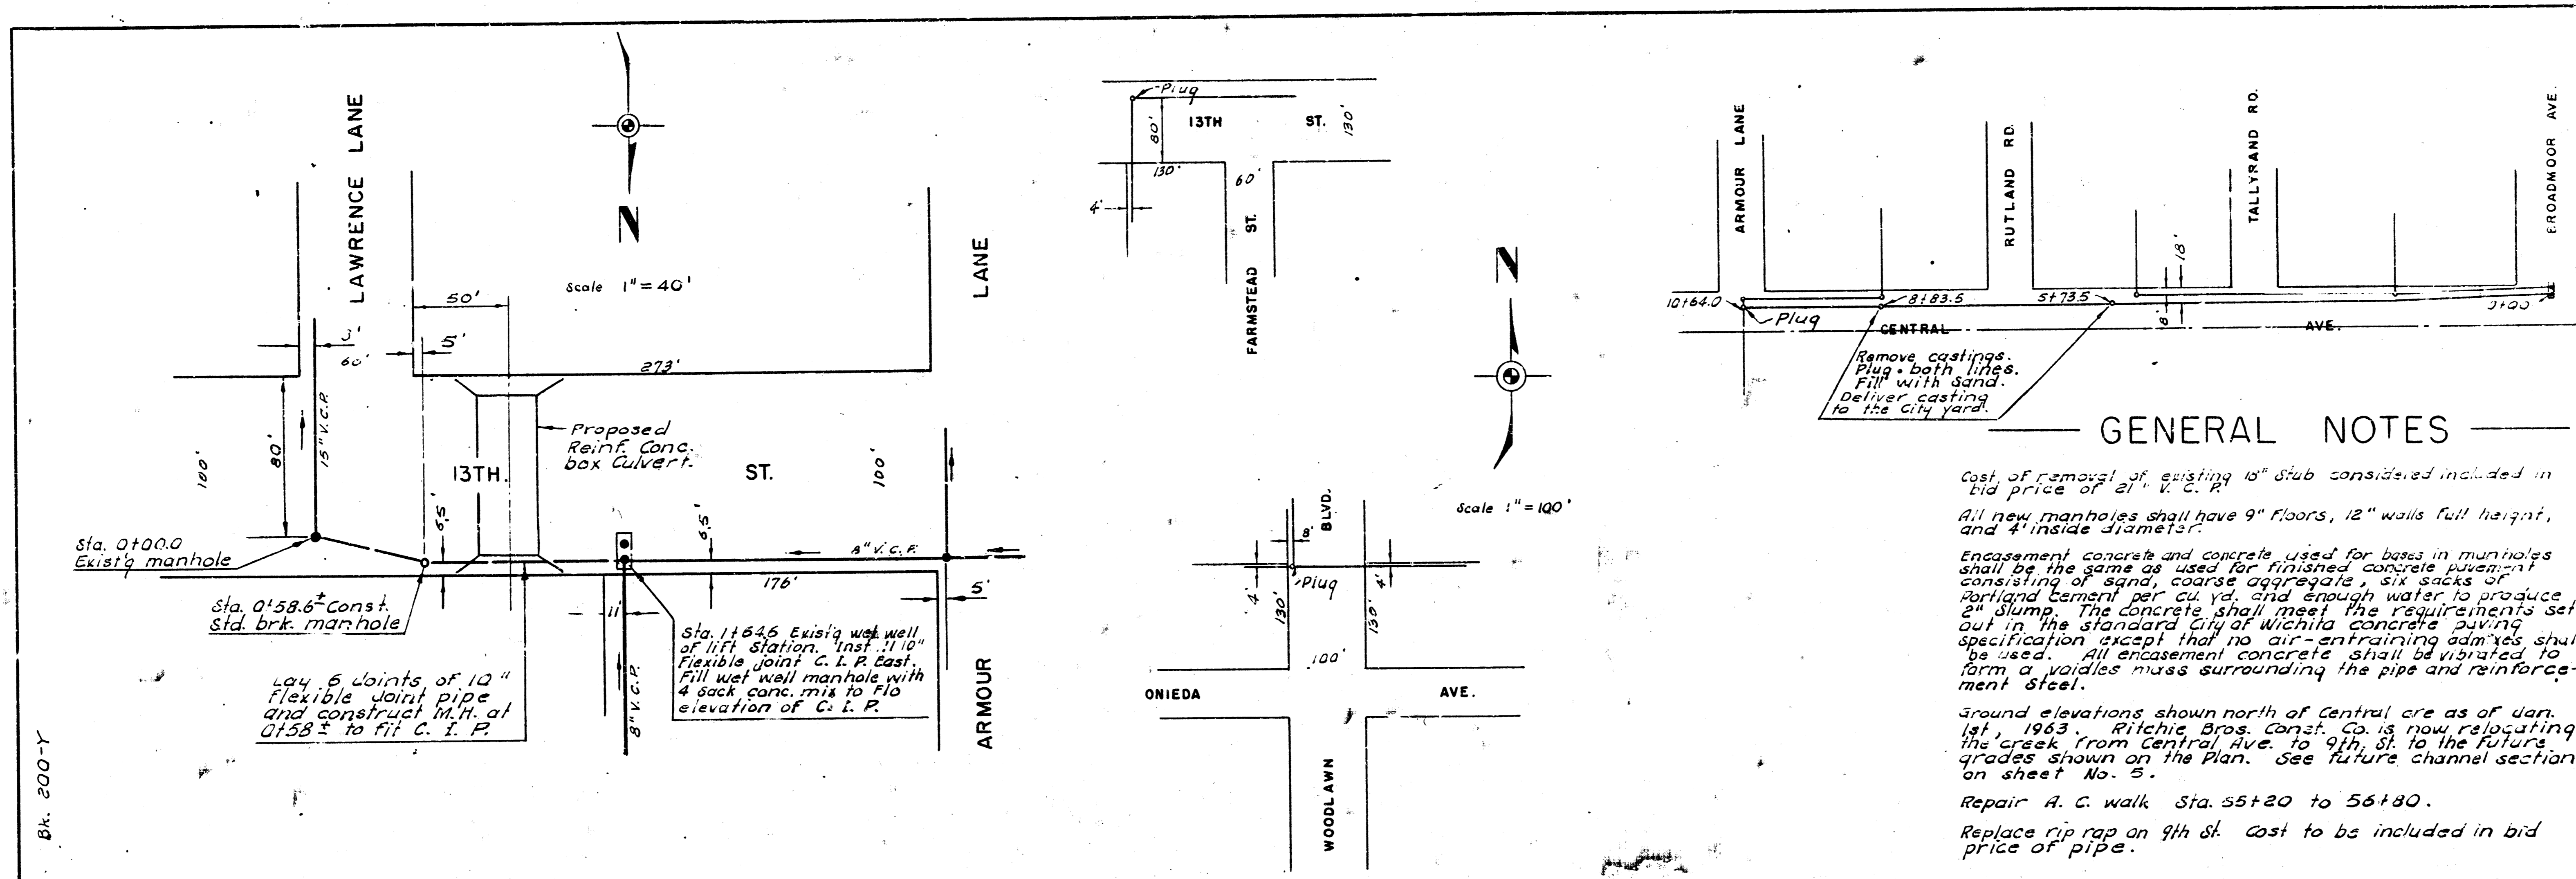 LAWRENCE LANE
N
Scale 1" = 40'
50'
3'
60'
5'
273'
LANE
80'
100'
15" V.C.P.
Proposed
Reinf. Conc.
box Culvert.
13TH.
ST.
100'
6.5'
6.5'
8" V.C.P.
Sta. 0+00.0
Exist'g manhole
176'
5'
11'
Sta. 0+58.6± Const.
Std. brk. manhole
Lay 6 Joints of 10"
flexible Joint pipe
and construct M.H. at
0+58± to fit C. I. P.
8" V.C.P.
Sta. 1+64.6 Exist'g wet well
of lift Station. Install 10"
Flexible joint C. I. P. East.
Fill wet well manhole with
4 sack conc. mix to Flo
elevation of C. I. P.
ARMOUR
Bk. 200-Y
Plug
80'
13TH
ST.
130'
130'
60'
4'
FARMSTEAD ST.
N
Scale 1" = 100'
BLVD.
8'
Plug
4'
4'
130'
130'
100'
ONIEDA
AVE.
WOODLAWN
ARMOUR LANE
RUTLAND RD.
TALLYRAND RD.
BROADMOOR AVE.
10+64.0
8+83.5
5+73.5
18'
8'
0+00
Plug
CENTRAL
AVE.
Remove castings.
Plug both lines.
Fill with sand.
Deliver casting
to the City yard.
GENERAL NOTES
Cost of removal of existing 18" Stub considered included in
bid price of 21" V. C. P.
All new manholes shall have 9" Floors, 12" walls full height,
and 4' inside diameter.
Encasement concrete and concrete used for bases in manholes
shall be the same as used for finished concrete pavement
consisting of sand, coarse aggregate, six sacks of
Portland cement per cu. yd. and enough water to produce
2" Slump. The concrete shall meet the requirements set
out in the standard City of Wichita concrete paving
specification except that no air-entraining admixes shall
be used. All encasement concrete shall be vibrated to
form a voidles mass surrounding the pipe and reinforce-
ment Steel.
Ground elevations shown north of Central are as of Jan.
1st, 1963. Ritchie Bros. Const. Co. is now relocating
the creek from Central Ave. to 9th. St. to the future
grades shown on the Plan. See future channel section
on sheet No. 5.
Repair A. C. walk Sta. 55+20 to 56+80.
Replace rip rap on 9th St. Cost to be included in bid
price of pipe.